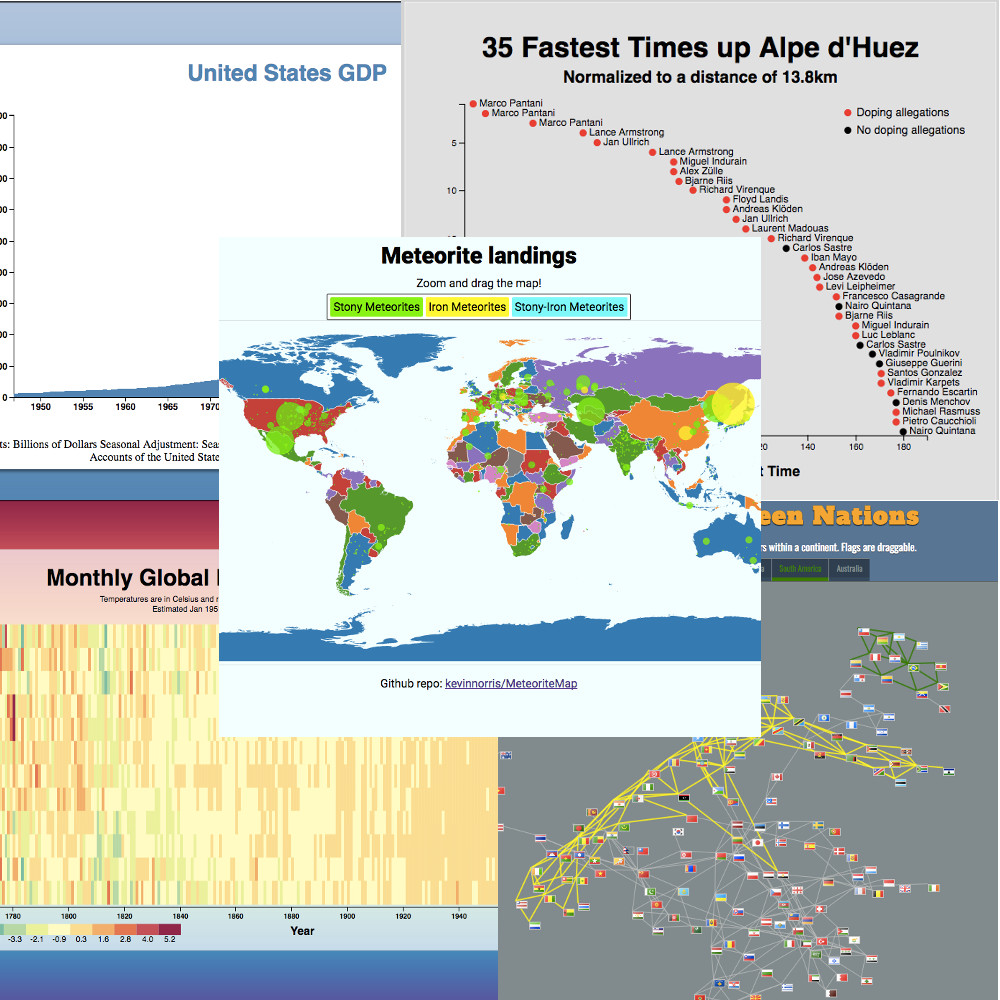 United States GDP
1950
1955
1960
1965
1970
ts: Billions of Dollars Seasonal Adjustment: Sea
Accounts of the United State
35 Fastest Times up Alpe d'Huez
Normalized to a distance of 13.8km
Doping allegations
No doping allegations
5
10
Marco Pantani
Marco Pantani
Marco Pantani
Lance Armstrong
Jan Ullrich
Lance Armstrong
Miguel Indurain
Alex Zülle
Bjarne Riis
Richard Virenque
Floyd Landis
Andreas Klöden
Jan Ullrich
Laurent Madouas
Richard Virenque
Carlos Sastre
Iban Mayo
Andreas Klöden
Jose Azevedo
Levi Leipheimer
Francesco Casagrande
Nairo Quintana
Bjarne Riis
Miguel Indurain
Luc Leblanc
Carlos Sastre
Vladimir Poulnikov
Giuseppe Guerini
Santos Gonzalez
Vladimir Karpets
Fernando Escartin
Denis Menchov
Michael Rasmuss
Pietro Caucchioli
Nairo Quintana
20
140
160
180
t Time
Meteorite landings
Zoom and drag the map!
Stony Meteorites
Iron Meteorites
Stony-Iron Meteorites
Github repo: kevinnorris/MeteoriteMap
Monthly Global
Temperatures are in Celsius and r
Estimated Jan 195
1780
1800
1820
1840
1860
1880
1900
1920
1940
-3.3
-2.1
-0.9
0.3
1.6
2.8
4.0
5.2
Year
een Nations
rs within a continent. Flags are draggable.
South America
Australia